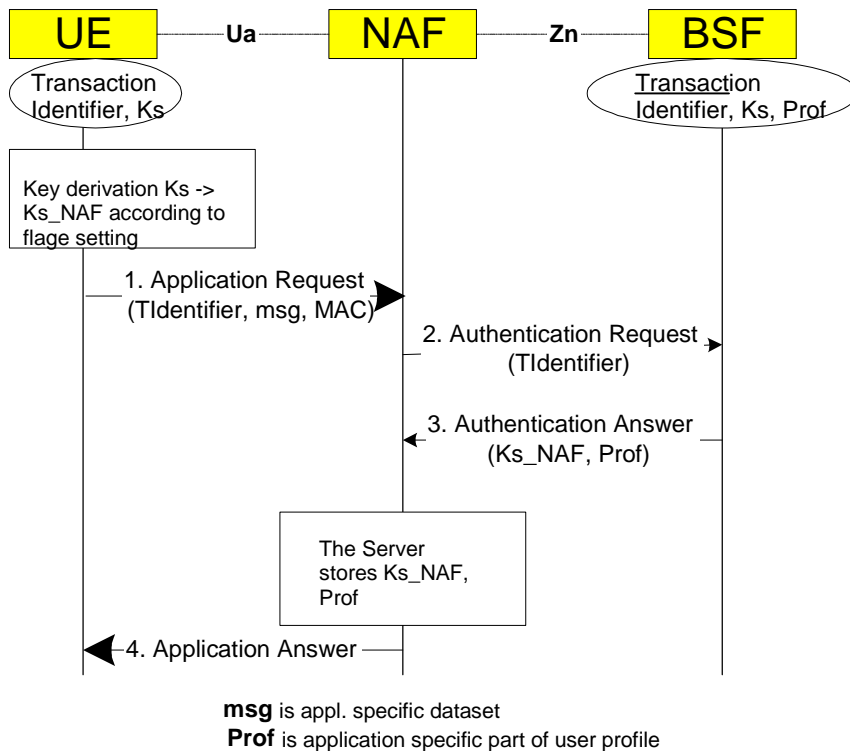 UE Ua NAF Zn BSF
Transaction
Identifier, Ks
Transaction
Identifier, Ks, Prof
Key derivation Ks ->
Ks_NAF according to
flage setting
1. Application Request
(TIdentifier, msg, MAC)
2. Authentication Request
(TIdentifier)
3. Authentication Answer
(Ks_NAF, Prof)
The Server
stores Ks_NAF,
Prof
4. Application Answer
msg is appl. specific dataset
Prof is application specific part of user profile